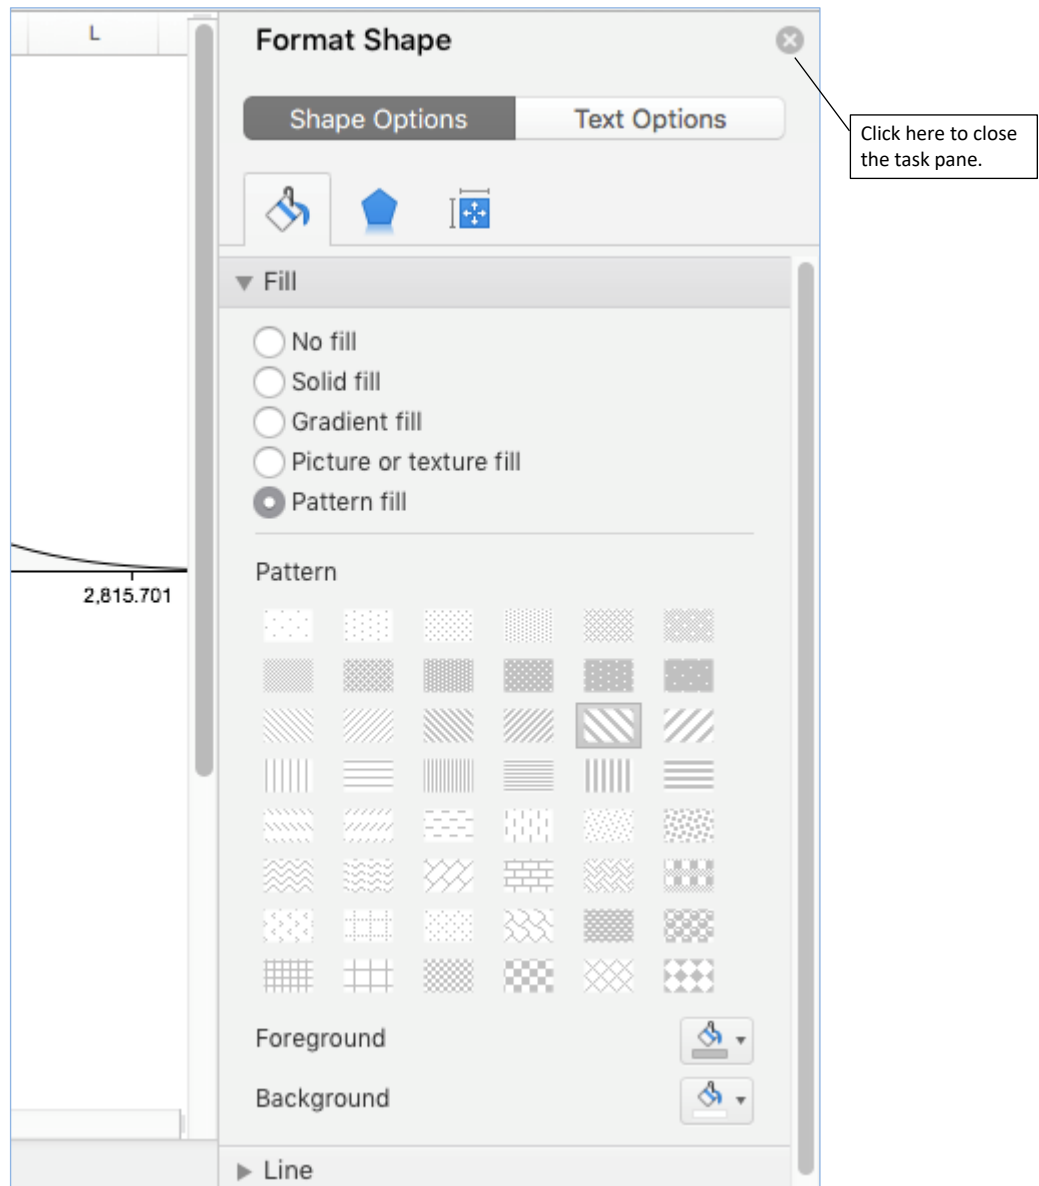 L
Format Shape
Shape Options Text Options
Click here to close
the task pane.
Fill
No fill
Solid fill
Gradient fill
Picture or texture fill
Pattern fill
Pattern
2,815.701
Foreground
Background
Line